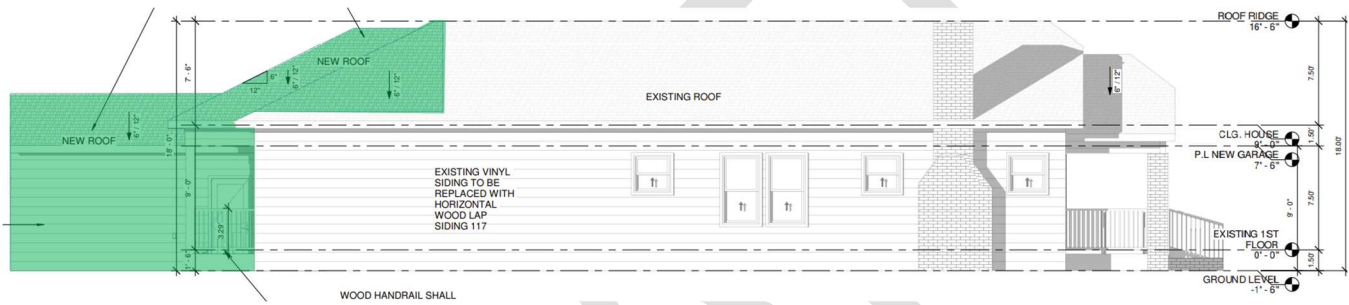 ROOF RIDGE
16' - 6"
NEW ROOF
6"
12"
6" / 12"
6" / 12"
7' - 6"
EXISTING ROOF
6" / 12"
7.50'
NEW ROOF
6" / 12"
18' - 0"
CLG. HOUSE
9' - 0"
1.50'
18.00'
P.L NEW GARAGE
7' - 6"
EXISTING VINYL
SIDING TO BE
REPLACED WITH
HORIZONTAL
WOOD LAP
SIDING 117
9' - 0"
3.29'
9' - 0"
7.50'
EXISTING 1ST
FLOOR
0' - 0"
1' - 6"
1.50'
GROUND LEVEL
-1' - 6"
WOOD HANDRAIL SHALL